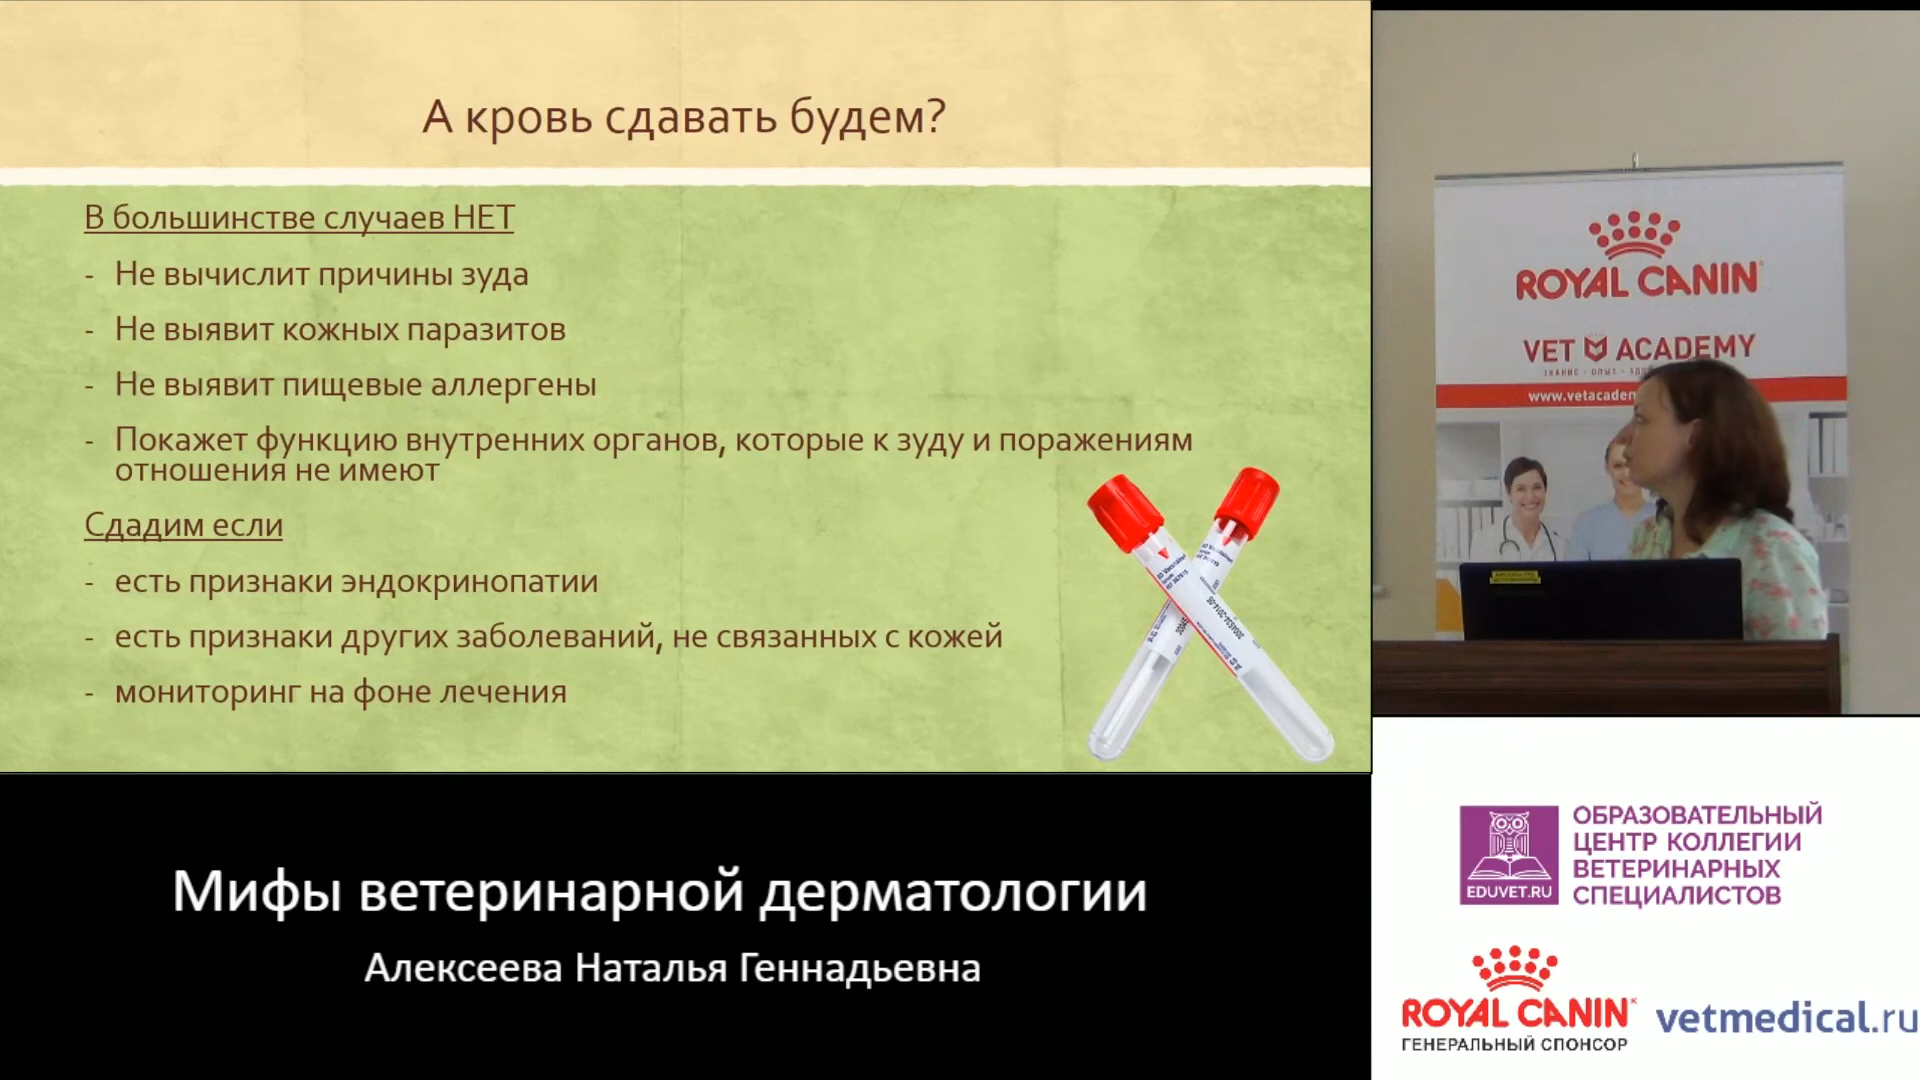 А кровь сдавать будем?
В большинстве случаев НЕТ
- Не вычислит причины зуда
- Не выявит кожных паразитов
- Не выявит пищевые аллергены
- Покажет функцию внутренних органов, которые к зуду и поражениям
отношения не имеют
Сдадим если
- есть признаки эндокринопатии
- есть признаки других заболеваний, не связанных с кожей
- мониторинг на фоне лечения
ROYAL CANIN
VET ACADEMY
www.vetacadem
Мифы ветеринарной дерматологии
Алексеева Наталья Геннадьевна
EDUVET.RU
ОБРАЗОВАТЕЛЬНЫЙ
ЦЕНТР КОЛЛЕГИИ
ВЕТЕРИНАРНЫХ
СПЕЦИАЛИСТОВ
ROYAL CANIN
ГЕНЕРАЛЬНЫЙ СПОНСОР
vetmedical.ru